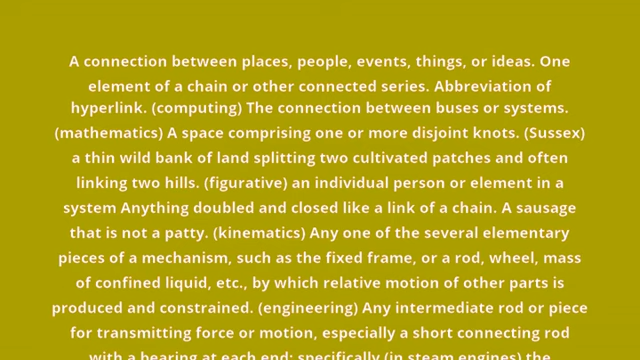 A connection between places, people, events, things, or ideas. One
element of a chain or other connected series. Abbreviation of
hyperlink. (computing) The connection between buses or systems.
(mathematics) A space comprising one or more disjoint knots. (Sussex)
a thin wild bank of land splitting two cultivated patches and often
linking two hills. (figurative) an individual person or element in a
system Anything doubled and closed like a link of a chain. A sausage
that is not a patty. (kinematics) Any one of the several elementary
pieces of a mechanism, such as the fixed frame, or a rod, wheel, mass
of confined liquid, etc., by which relative motion of other parts is
produced and constrained. (engineering) Any intermediate rod or piece
for transmitting force or motion, especially a short connecting rod
with a bearing at each end; specifically (in steam engines) the